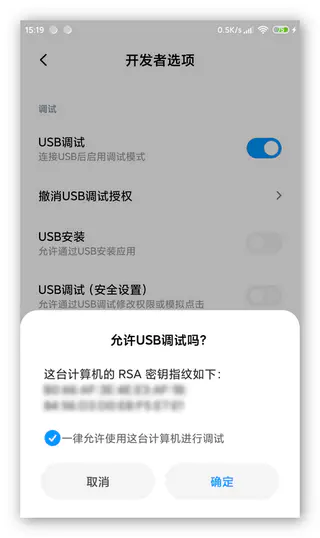 15:19
0.5K/s
开发者选项
调试
USB调试
连接USB后启用调试模式
撤消USB调试授权
USB安装
允许通过USB安装应用
USB调试（安全设置）
允许通过USB调试修改权限或模拟点击
允许USB调试吗？
这台计算机的 RSA 密钥指纹如下：
一律允许使用这台计算机进行调试
取消
确定